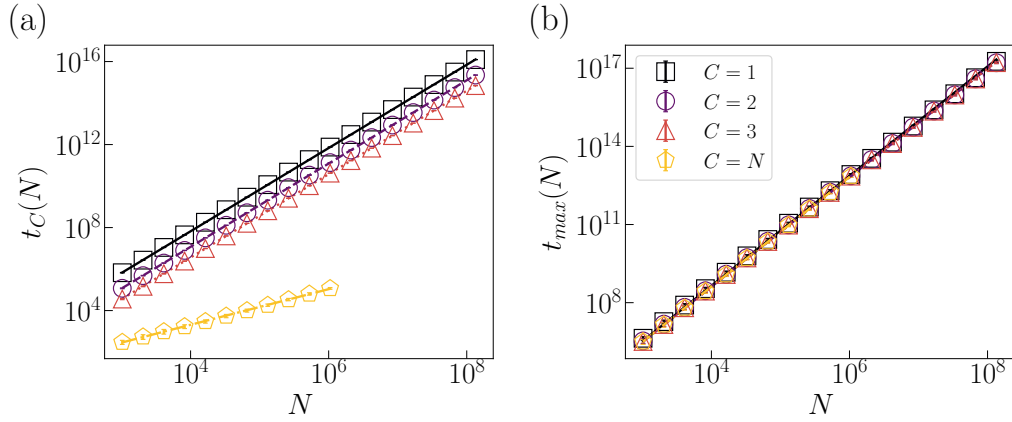 (a)
(b)
t_C(N)
10^16
10^12
10^8
10^4
10^4
10^6
10^8
N
t_max(N)
10^17
10^14
10^11
10^8
C = 1
C = 2
C = 3
C = N
10^4
10^6
10^8
N